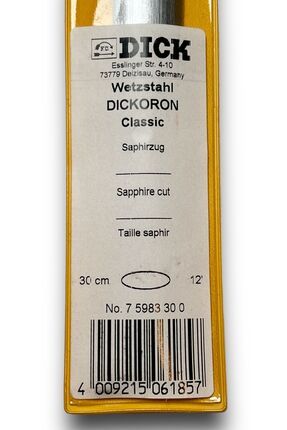 F.D. DICK
Esslinger Str. 4-10
73779 Deizisau, Germany
Wetzstahl
DICKORON
Classic
Saphirzug
Sapphire cut
Taille saphir
30 cm 12'
No. 7 5983 30 0
4 009215 061857